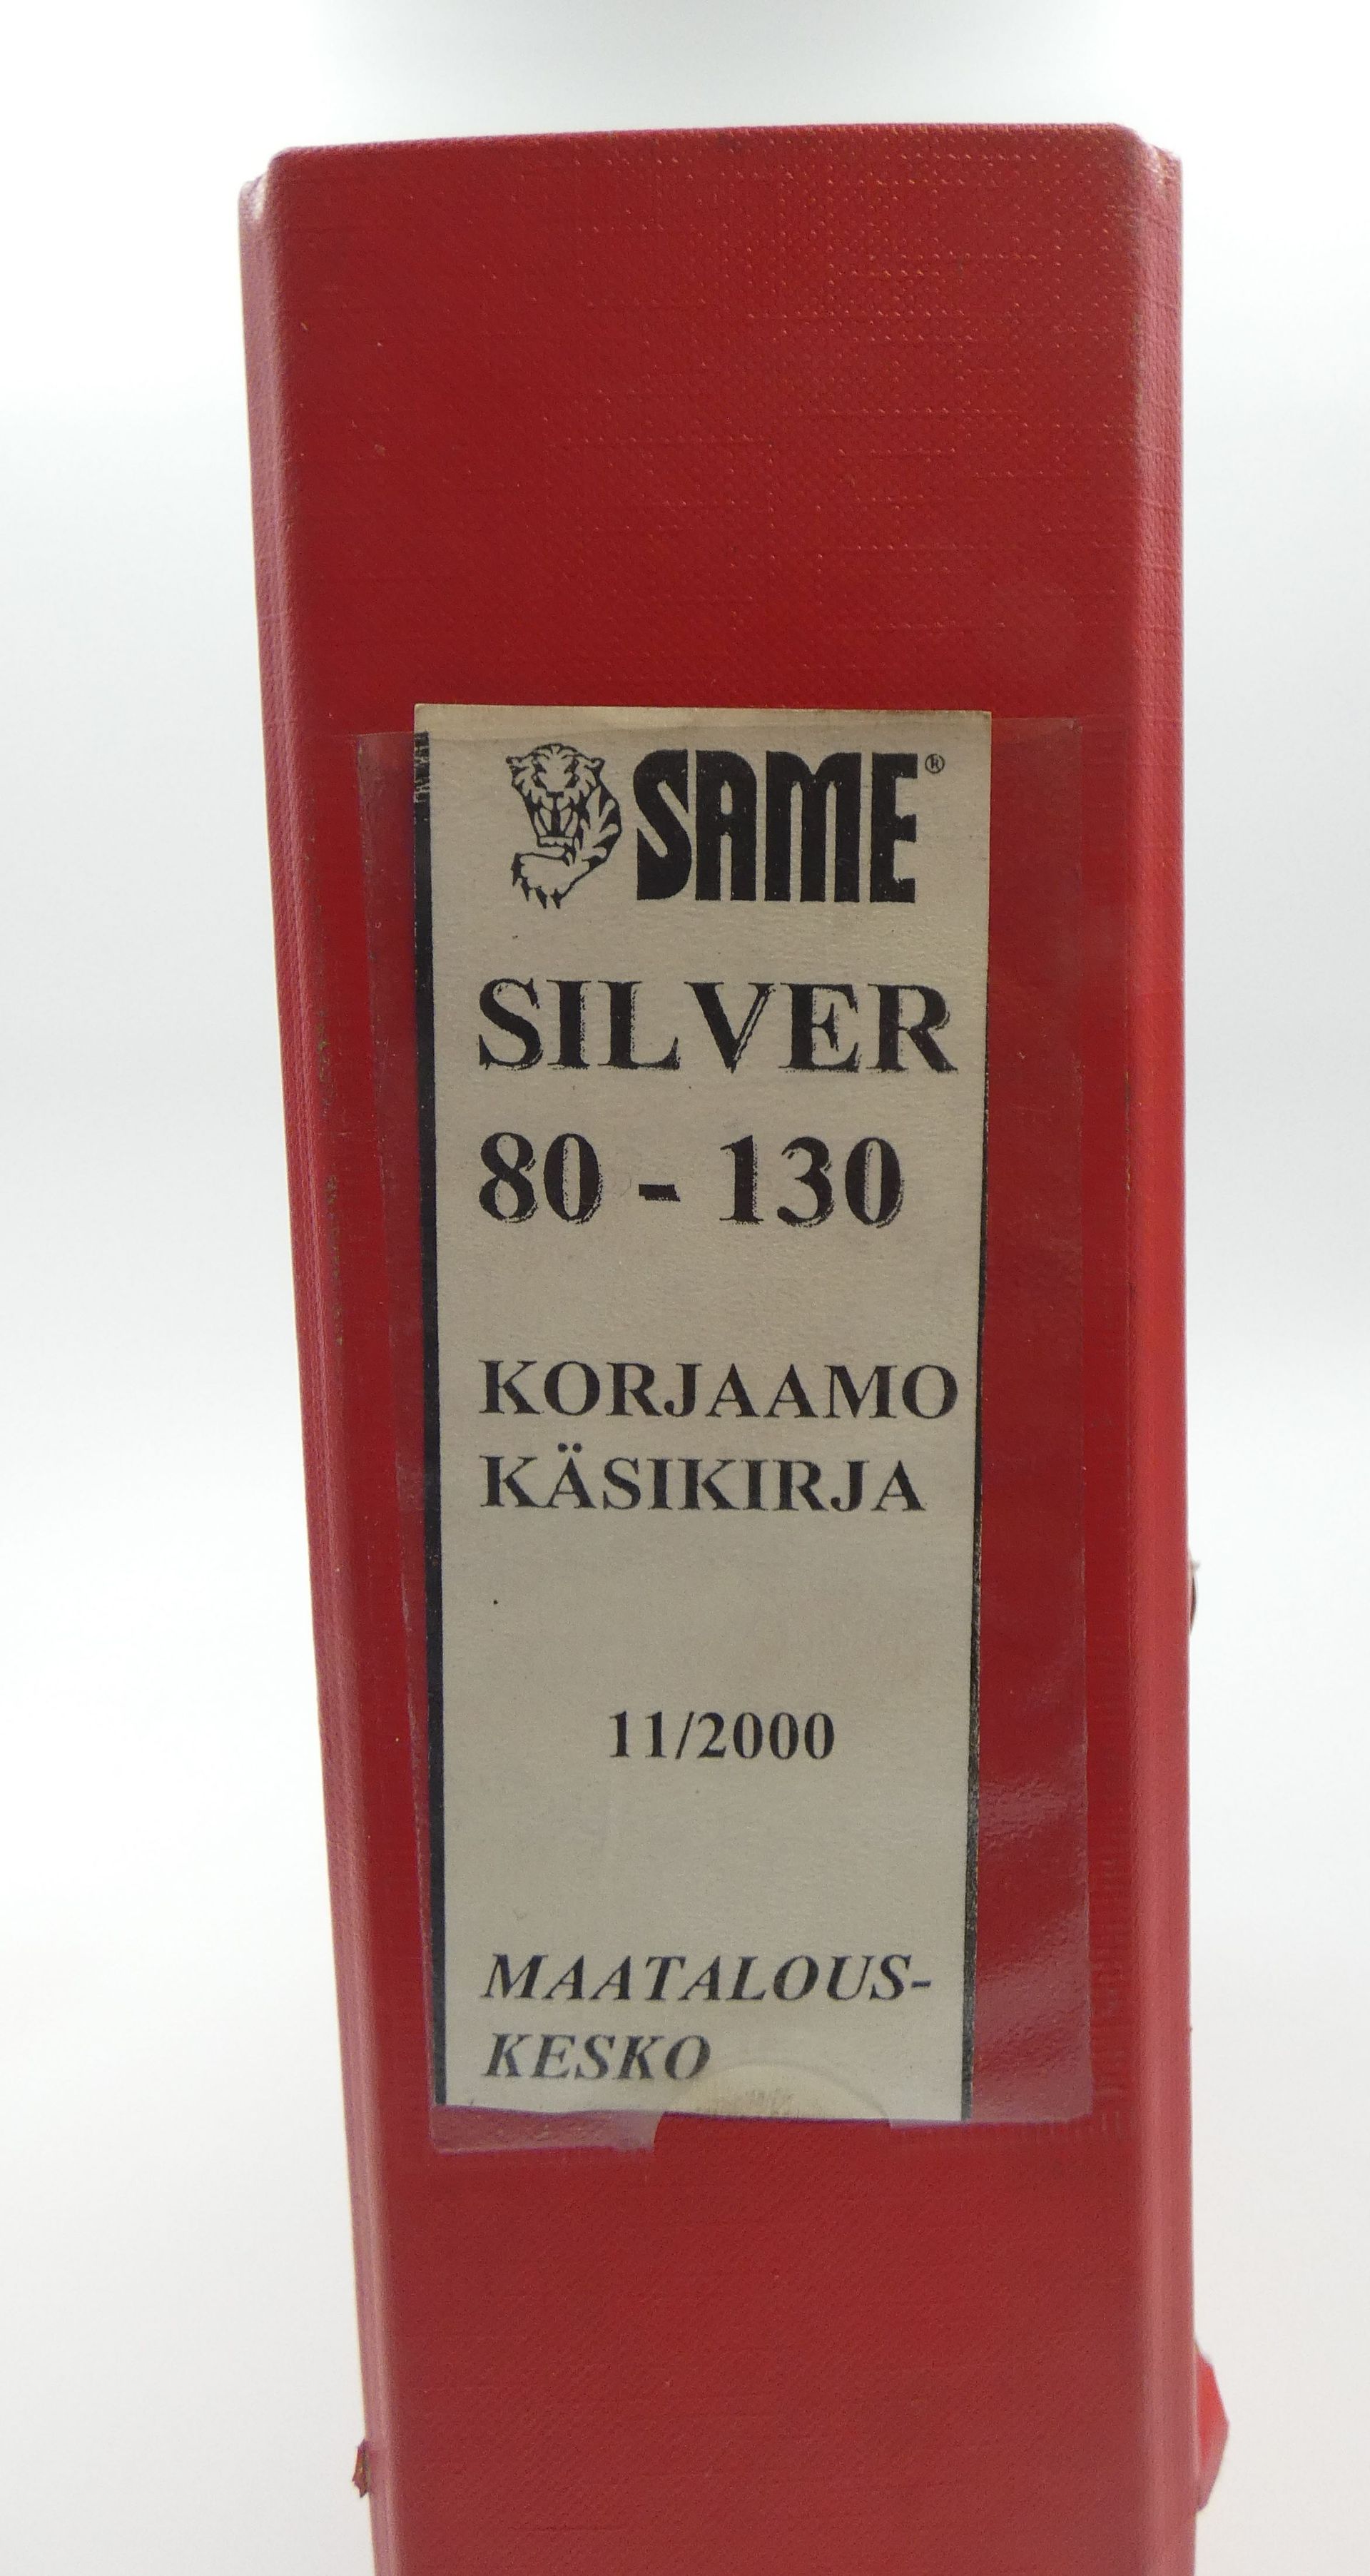 SAME®
SILVER
80 - 130
KORJAAMO
KÄSIKIRJA
11/2000
MAATALOUS-
KESKO